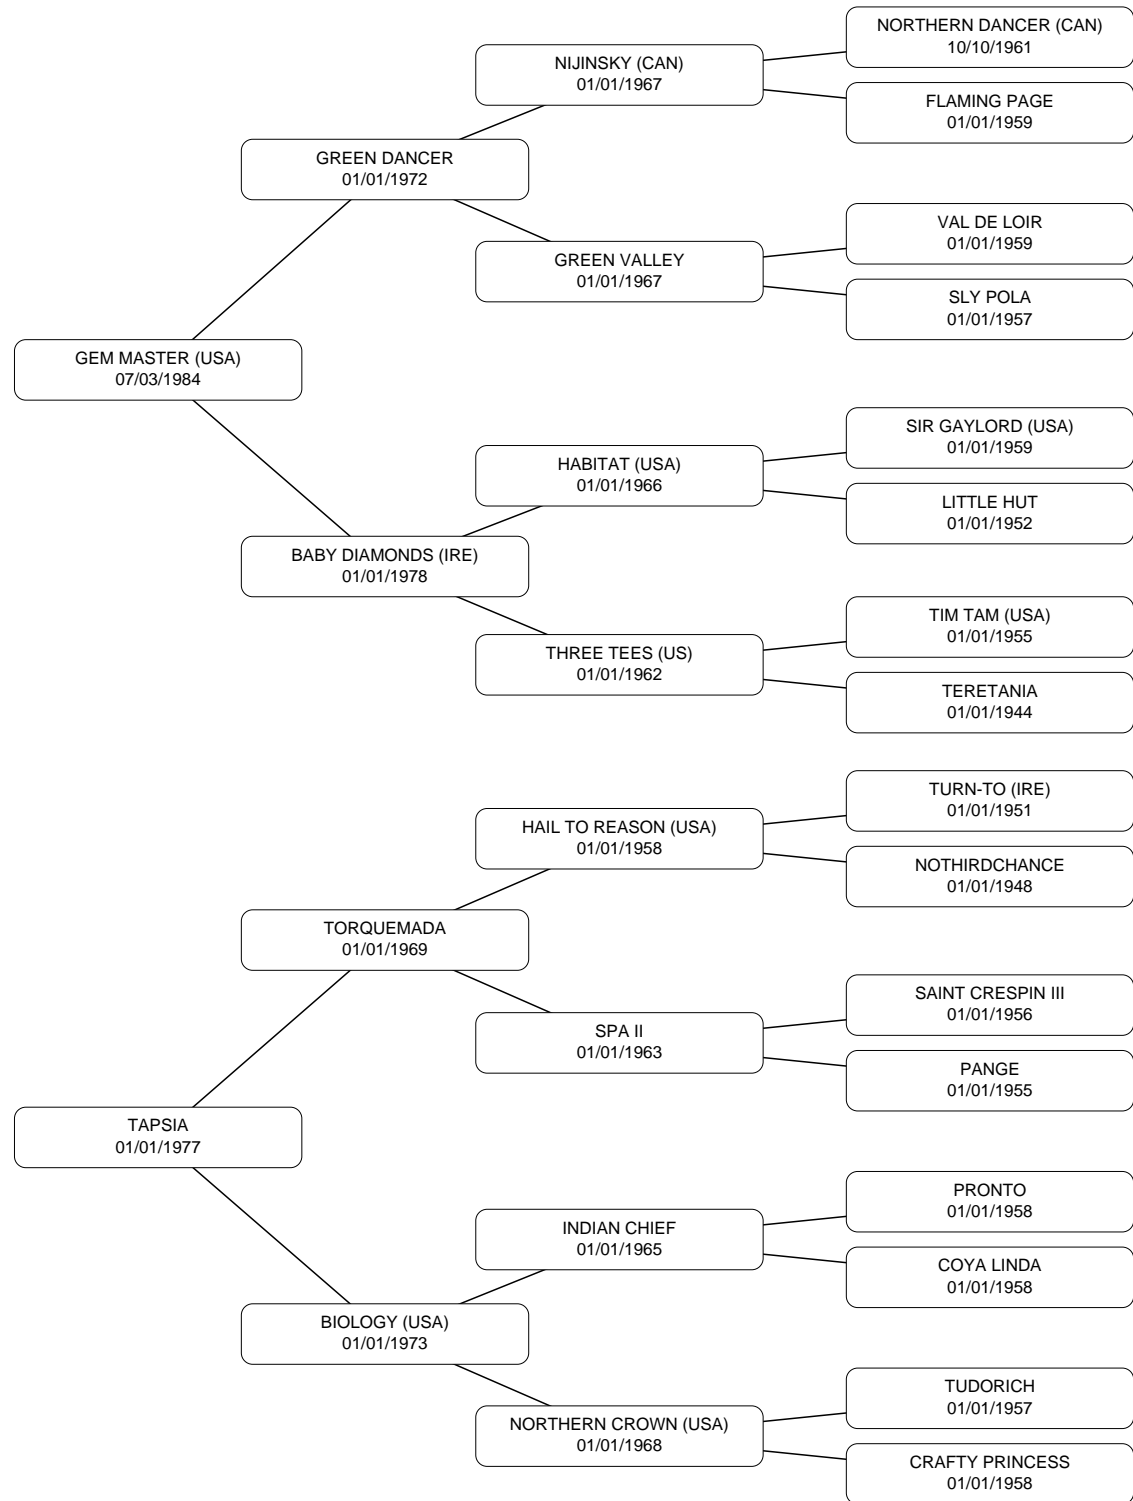 NORTHERN DANCER (CAN)
10/10/1961
NIJINSKY (CAN)
01/01/1967
FLAMING PAGE
01/01/1959
GREEN DANCER
01/01/1972
VAL DE LOIR
01/01/1959
GREEN VALLEY
01/01/1967
SLY POLA
01/01/1957
GEM MASTER (USA)
07/03/1984
SIR GAYLORD (USA)
01/01/1959
HABITAT (USA)
01/01/1966
LITTLE HUT
01/01/1952
BABY DIAMONDS (IRE)
01/01/1978
TIM TAM (USA)
01/01/1955
THREE TEES (US)
01/01/1962
TERETANIA
01/01/1944
TURN-TO (IRE)
01/01/1951
HAIL TO REASON (USA)
01/01/1958
NOTHIRDCHANCE
01/01/1948
TORQUEMADA
01/01/1969
SAINT CRESPIN III
01/01/1956
SPA II
01/01/1963
PANGE
01/01/1955
TAPSIA
01/01/1977
PRONTO
01/01/1958
INDIAN CHIEF
01/01/1965
COYA LINDA
01/01/1958
BIOLOGY (USA)
01/01/1973
TUDORICH
01/01/1957
NORTHERN CROWN (USA)
01/01/1968
CRAFTY PRINCESS
01/01/1958